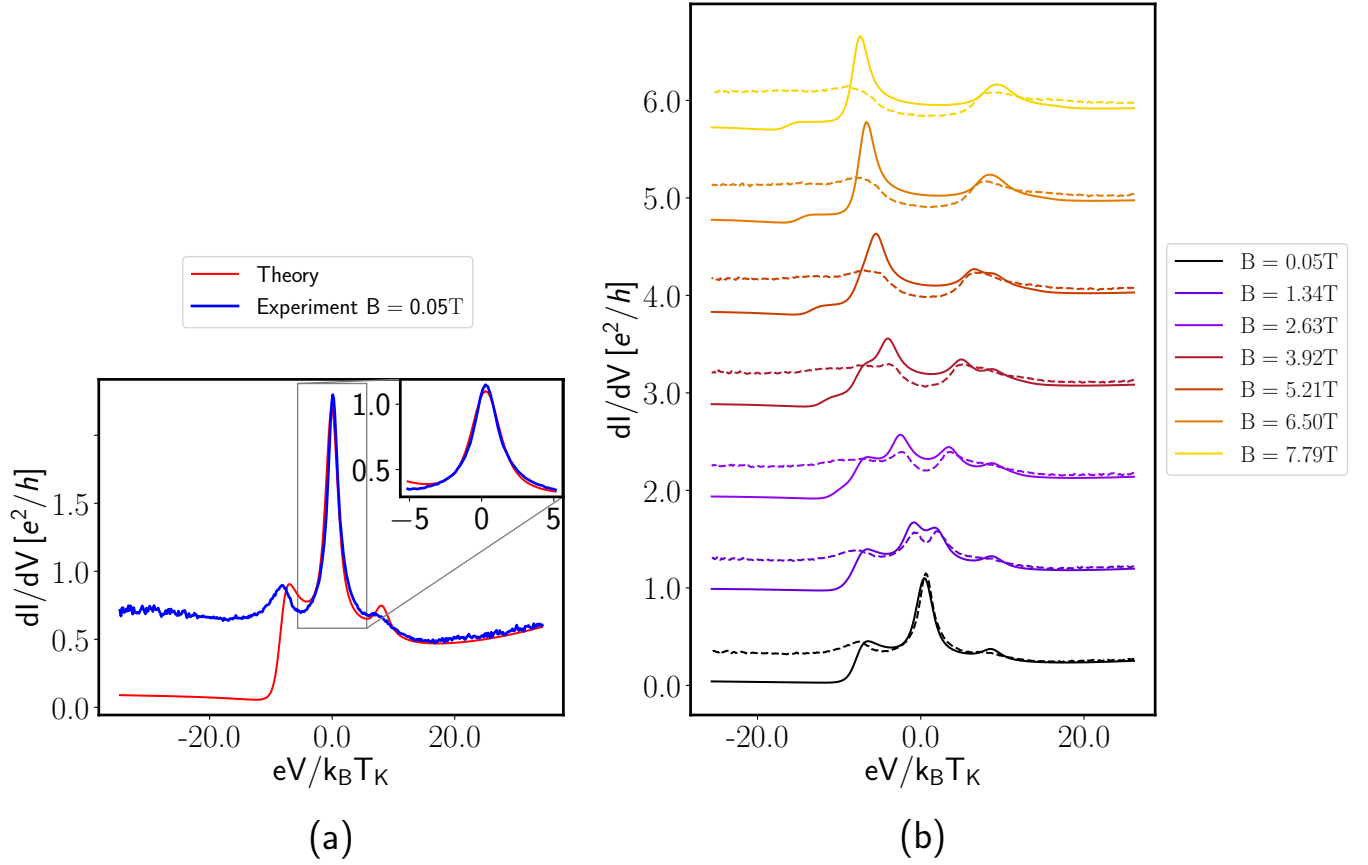 Theory
Experiment B = 0.05T
dI/dV [e²/h]
1.5
1.0
0.5
0.0
1.0
0.5
−5
0
5
-20.0
0.0
20.0
eV/k_BT_K
(a)
dI/dV [e²/h]
6.0
5.0
4.0
3.0
2.0
1.0
0.0
-20.0
0.0
20.0
eV/k_BT_K
(b)
B = 0.05T
B = 1.34T
B = 2.63T
B = 3.92T
B = 5.21T
B = 6.50T
B = 7.79T